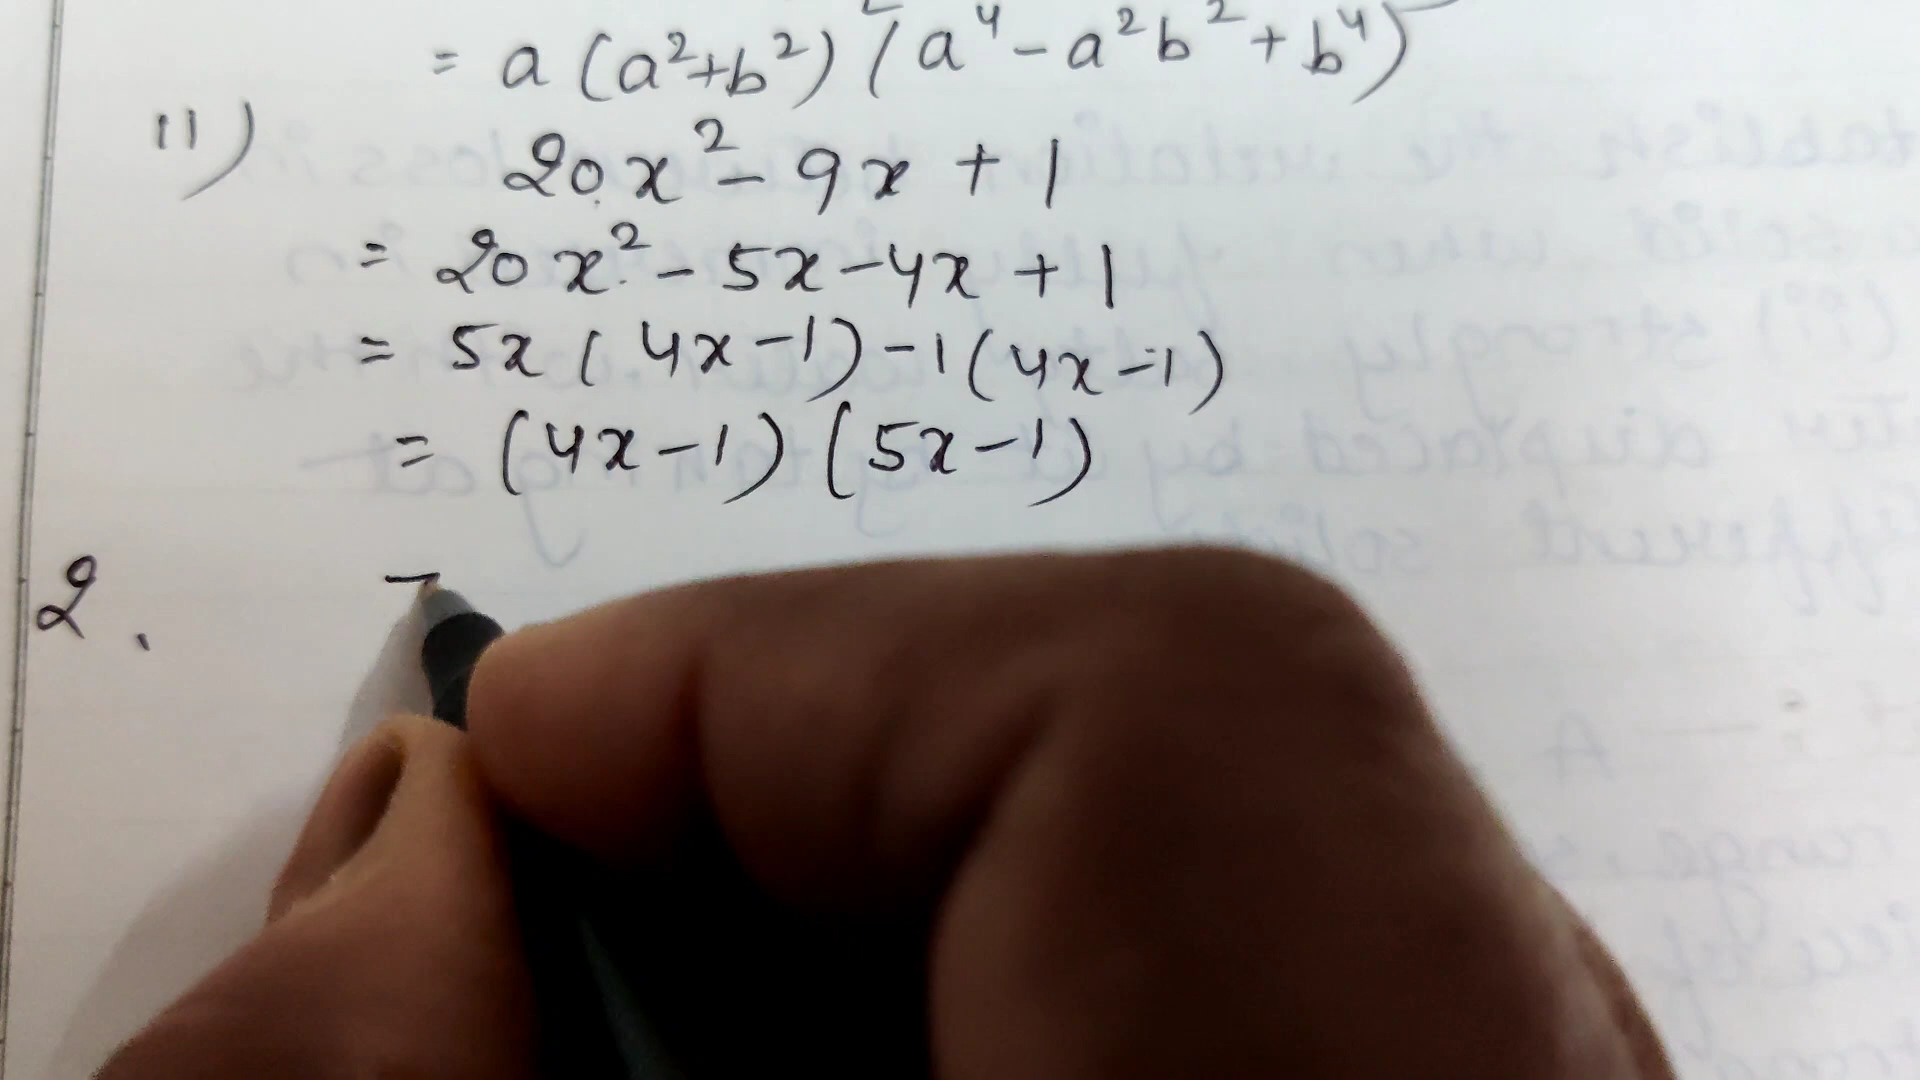 = a (a²+b²) (a⁴ - a²b² + b⁴)
11) 20x² - 9x + 1
= 20x² - 5x - 4x + 1
= 5x ( 4x - 1) - 1 (4x - 1)
= (4x - 1) (5x - 1)
2.